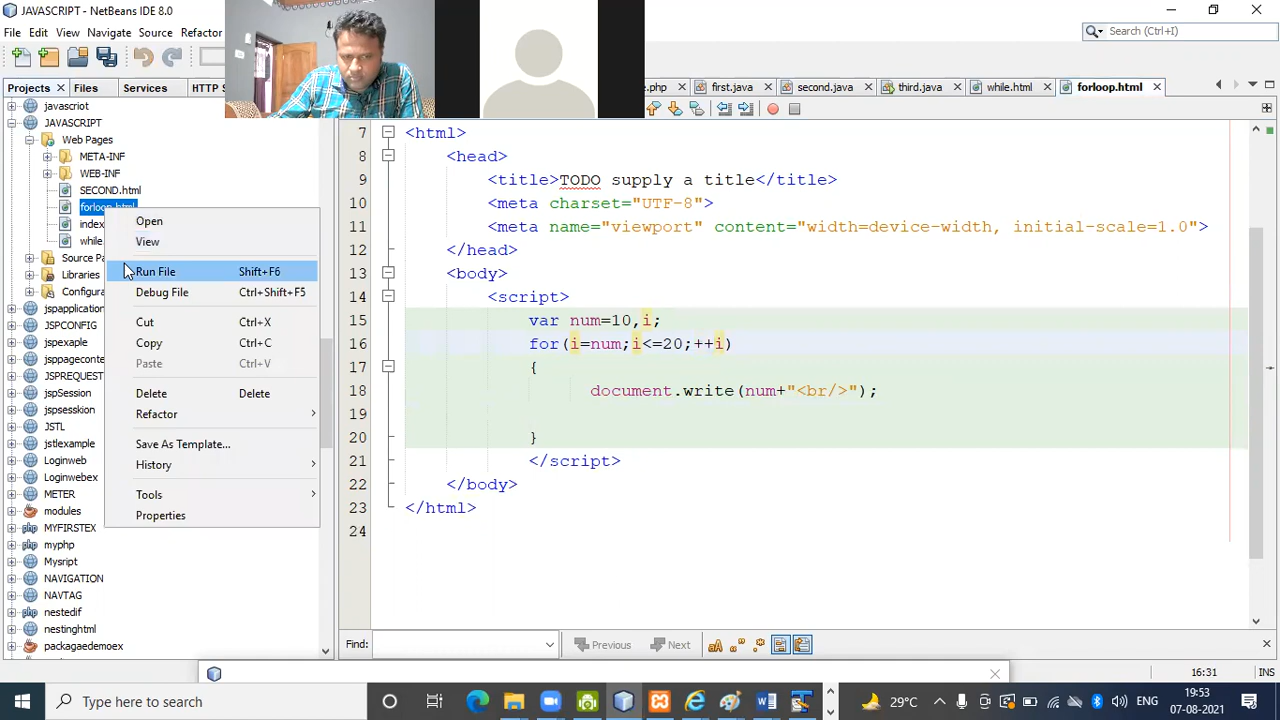 JAVASCRIPT - NetBeans IDE 8.0
File Edit View Navigate Source Refactor
Search (Ctrl+I)
Projects Files Services HTTP S
.php first.java second.java third.java while.html forloop.html
javascriot
JAVASCRIPT
Web Pages
META-INF
WEB-INF
SECOND.html
forloop.html
index
while
Source Pa
Libraries
Configura
jspapplication
JSPCONFIG
jspexaple
jsppageconte
JSPREQUEST
jspSession
jspsesskion
JSTL
jstlexample
Loginweb
Loginwebex
METER
modules
MYFIRSTEX
myphp
Mysript
NAVIGATION
NAVTAG
nestedif
nestinghtml
packagaedemoex
Open
View
Run File Shift+F6
Debug File Ctrl+Shift+F5
Cut Ctrl+X
Copy Ctrl+C
Paste Ctrl+V
Delete Delete
Refactor
Save As Template...
History
Tools
Properties
7 <html>
8 <head>
9 <title>TODO supply a title</title>
10 <meta charset="UTF-8">
11 <meta name="viewport" content="width=device-width, initial-scale=1.0">
12 </head>
13 <body>
14 <script>
15 var num=10,i;
16 for(i=num;i<=20;++i)
17 {
18 document.write(num+"<br/>");
19
20 }
21 </script>
22 </body>
23 </html>
24
Find: Previous Next
16:31 INS
Type here to search
29°C ENG 19:53
07-08-2021